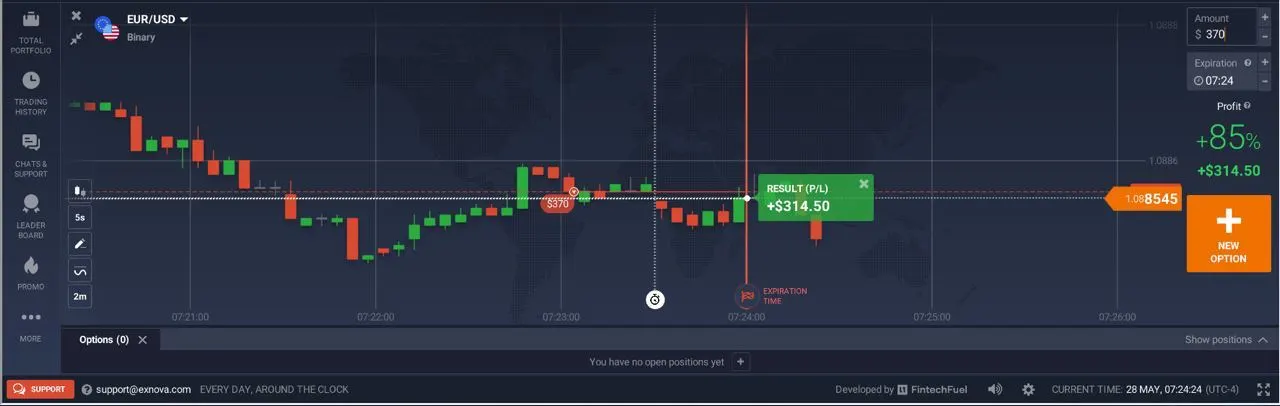 TOTAL
PORTFOLIO
TRADING
HISTORY
CHATS &
SUPPORT
LEADER
BOARD
PROMO
MORE
EUR/USD
Binary
5s
2m
$370
RESULT (P/L)
+$314.50
EXPIRATION
TIME
07:21:00
07:22:00
07:23:00
07:24:00
07:25:00
07:26:00
1.0886
1.088545
Amount
$ 370
Expiration
07:24
Profit
+85%
+$314.50
NEW
OPTION
Options (0)
Show positions
You have no open positions yet
SUPPORT
support@exnova.com
EVERY DAY, AROUND THE CLOCK
Developed by FintechFuel
CURRENT TIME: 28 MAY, 07:24:24 (UTC-4)